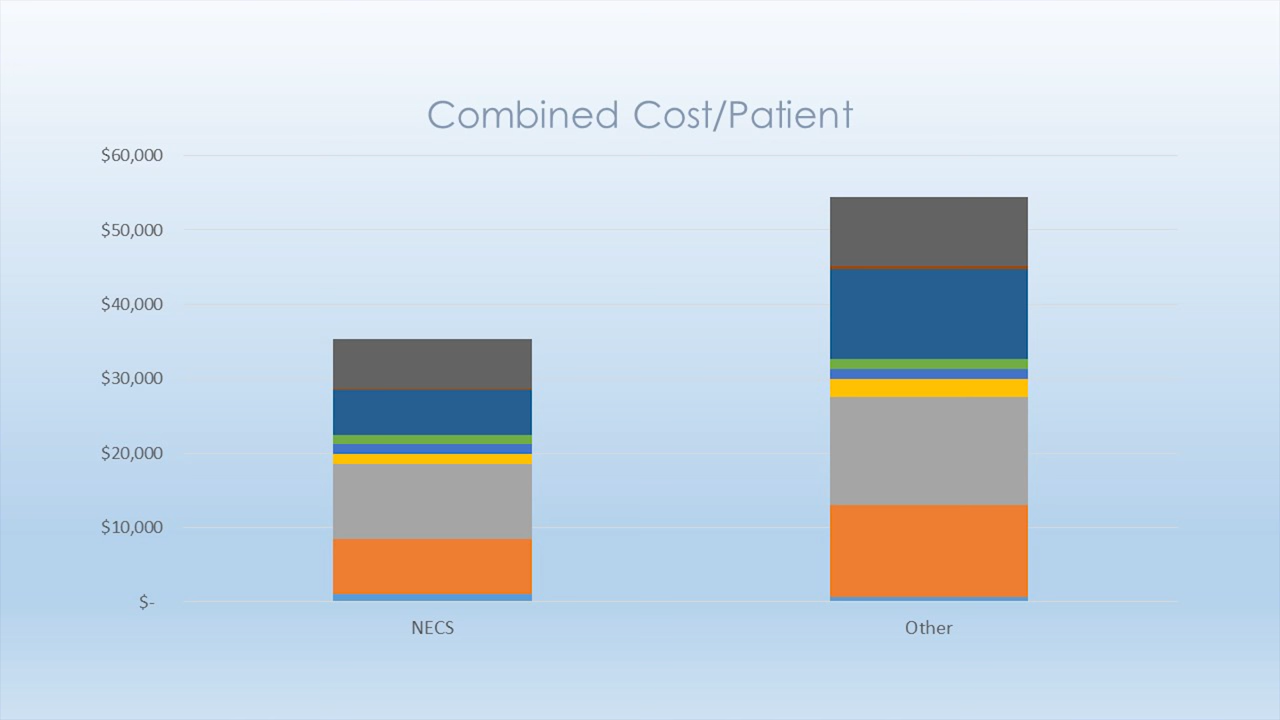 Combined Cost/Patient
$60,000
$50,000
$40,000
$30,000
$20,000
$10,000
$-
NECS
Other